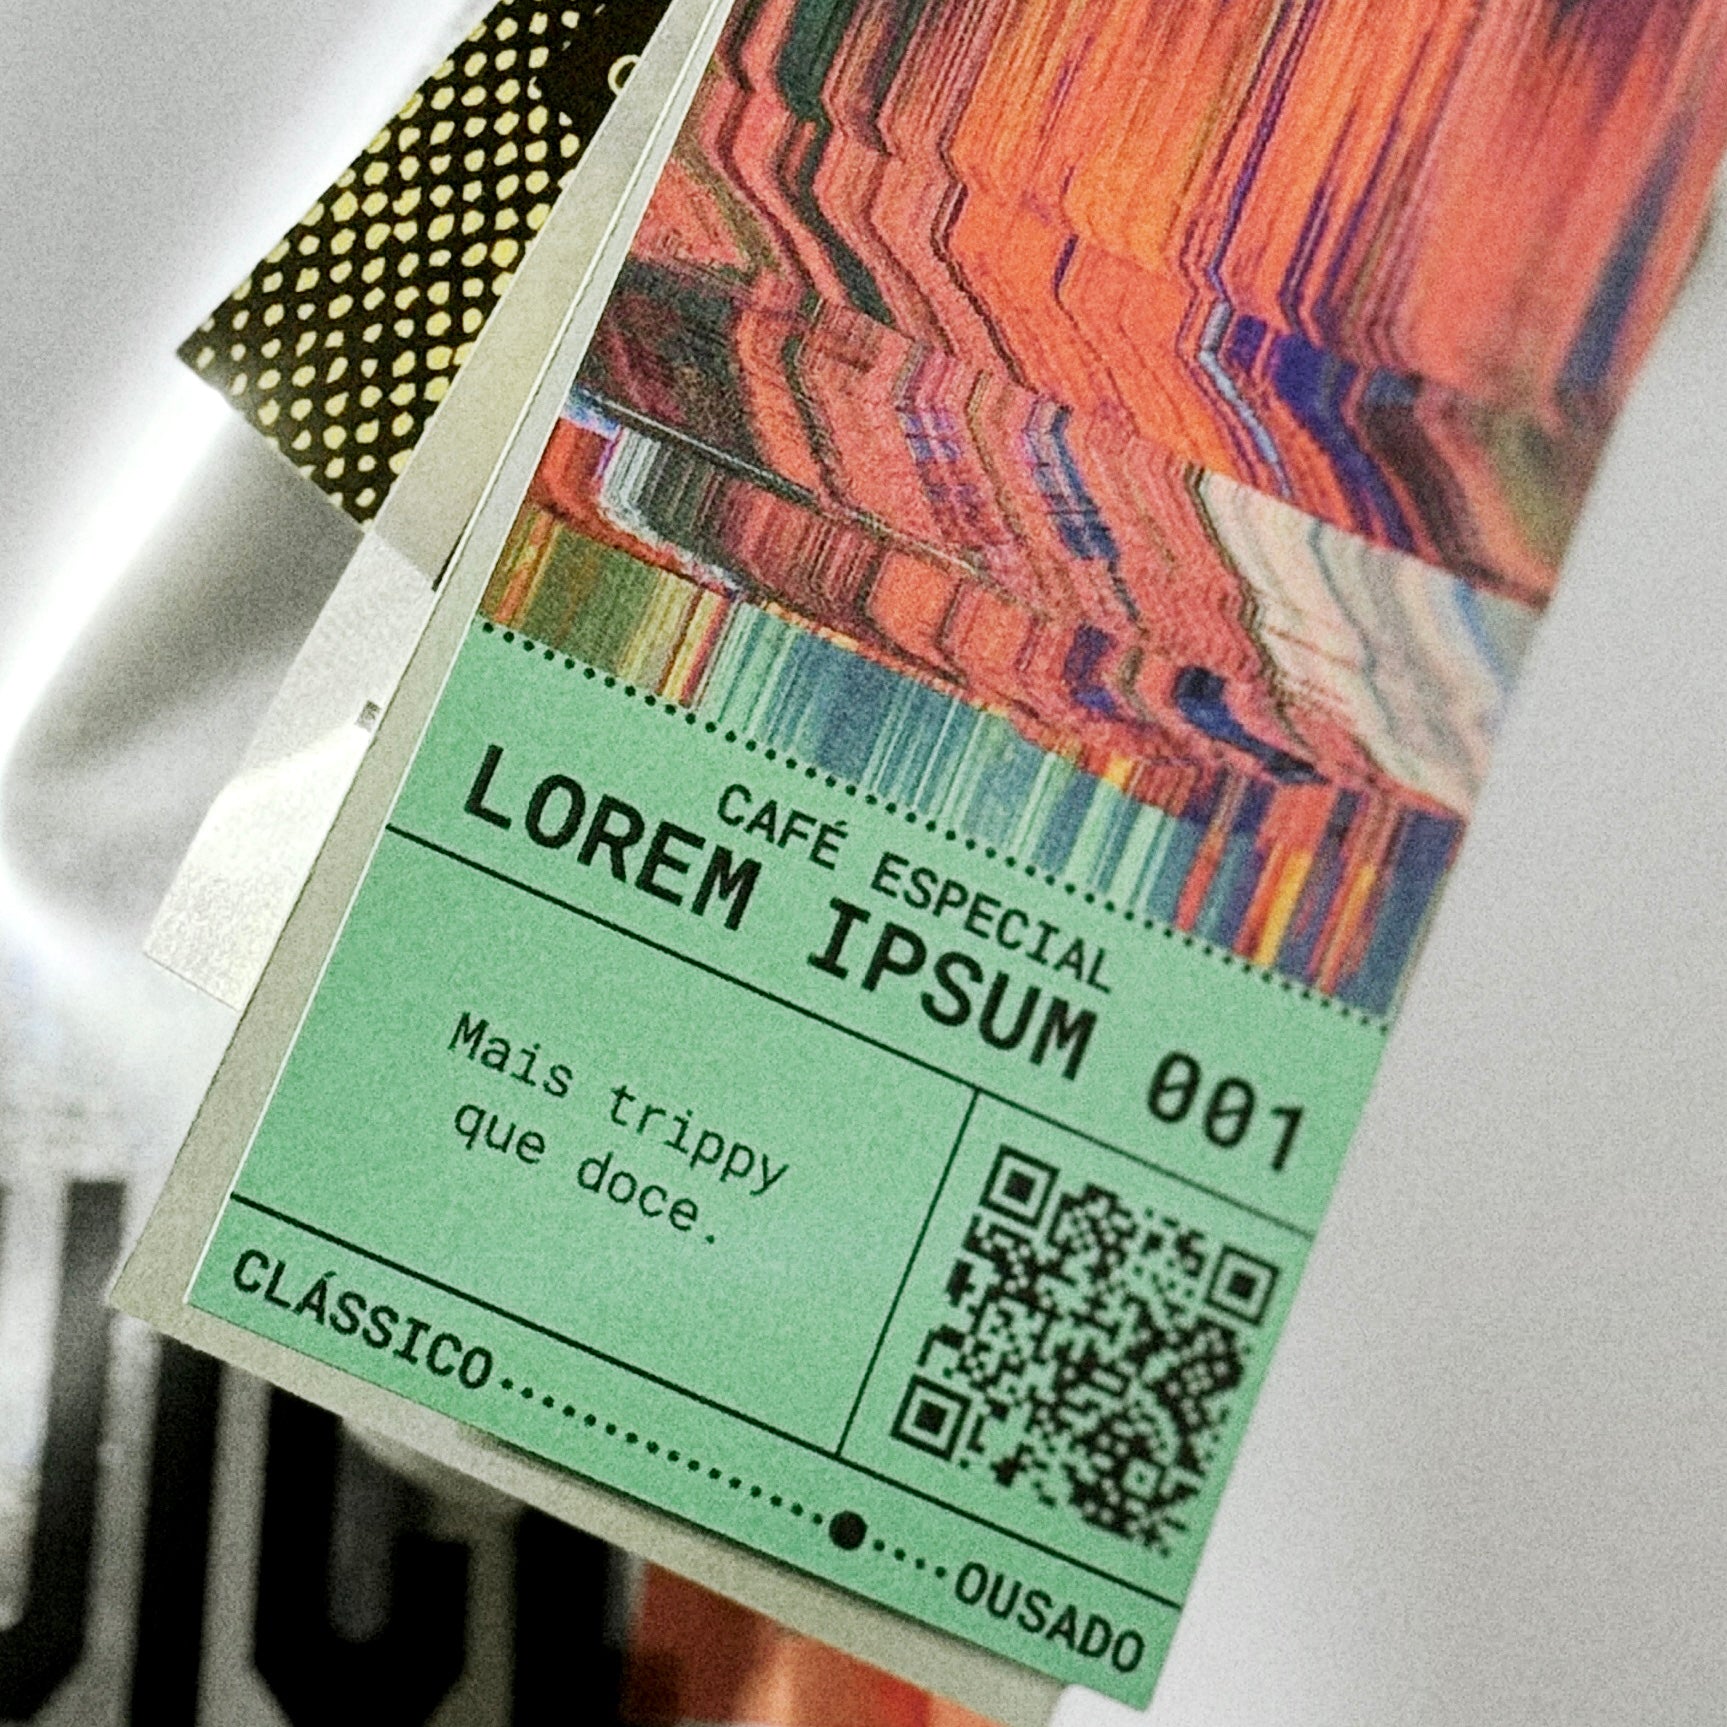 CAFÉ ESPECIAL
LOREM IPSUM 001
Mais trippy
que doce.
CLÁSSICO
OUSADO